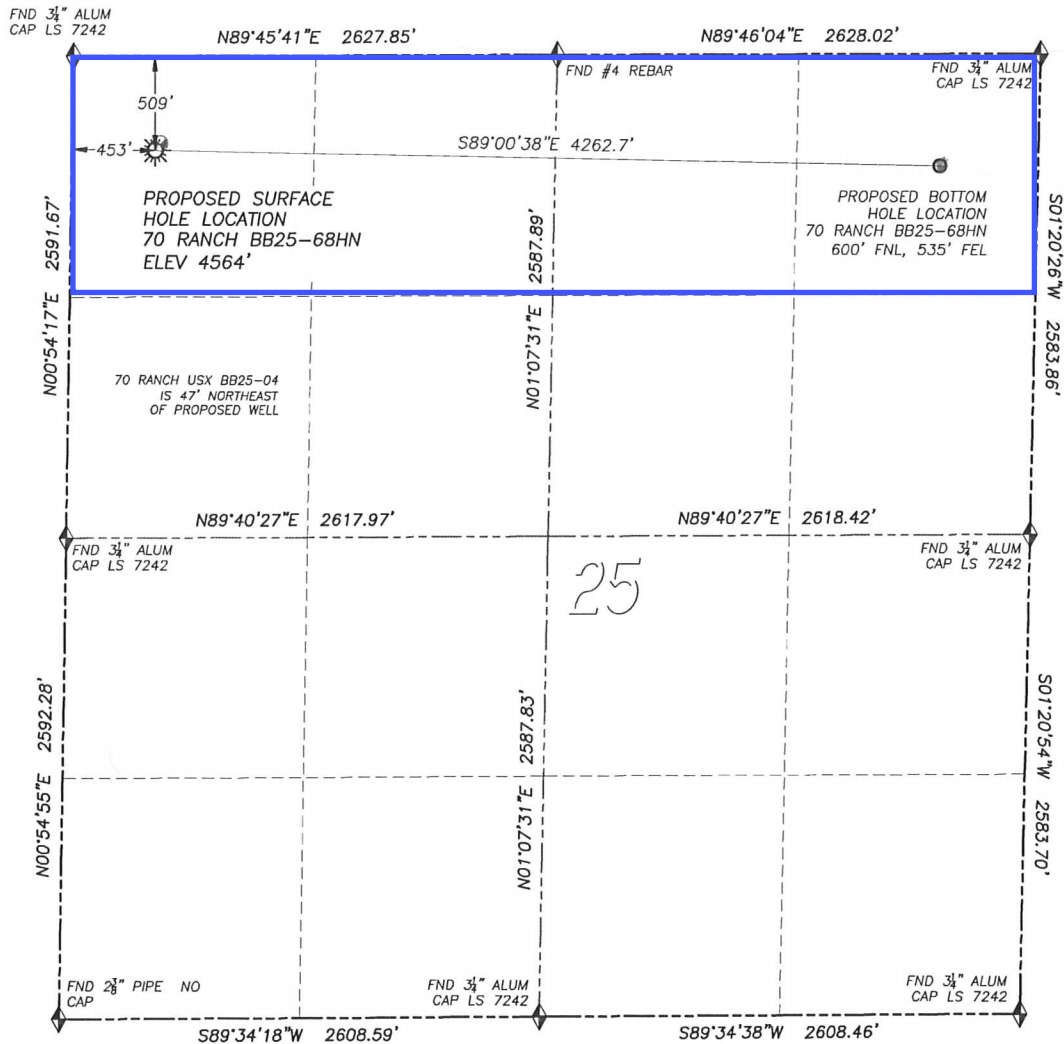 FND 3¼" ALUM
CAP LS 7242
N89°45'41"E 2627.85'
N89°46'04"E 2628.02'
FND #4 REBAR
FND 3¼" ALUM
CAP LS 7242
509'
453'
S89°00'38"E 4262.7'
PROPOSED SURFACE
HOLE LOCATION
70 RANCH BB25-68HN
ELEV 4564'
PROPOSED BOTTOM
HOLE LOCATION
70 RANCH BB25-68HN
600' FNL, 535' FEL
N00°54'17"E 2591.67'
N01°07'31"E 2587.89'
S01°20'26"W 2583.86'
70 RANCH USX BB25-04
IS 47' NORTHEAST
OF PROPOSED WELL
N89°40'27"E 2617.97'
N89°40'27"E 2618.42'
FND 3¼" ALUM
CAP LS 7242
FND 3¼" ALUM
CAP LS 7242
25
N00°54'55"E 2592.28'
N01°07'31"E 2587.83'
S01°20'54"W 2583.70'
FND 2⅜" PIPE NO
CAP
FND 3¼" ALUM
CAP LS 7242
FND 3¼" ALUM
CAP LS 7242
S89°34'18"W 2608.59'
S89°34'38"W 2608.46'